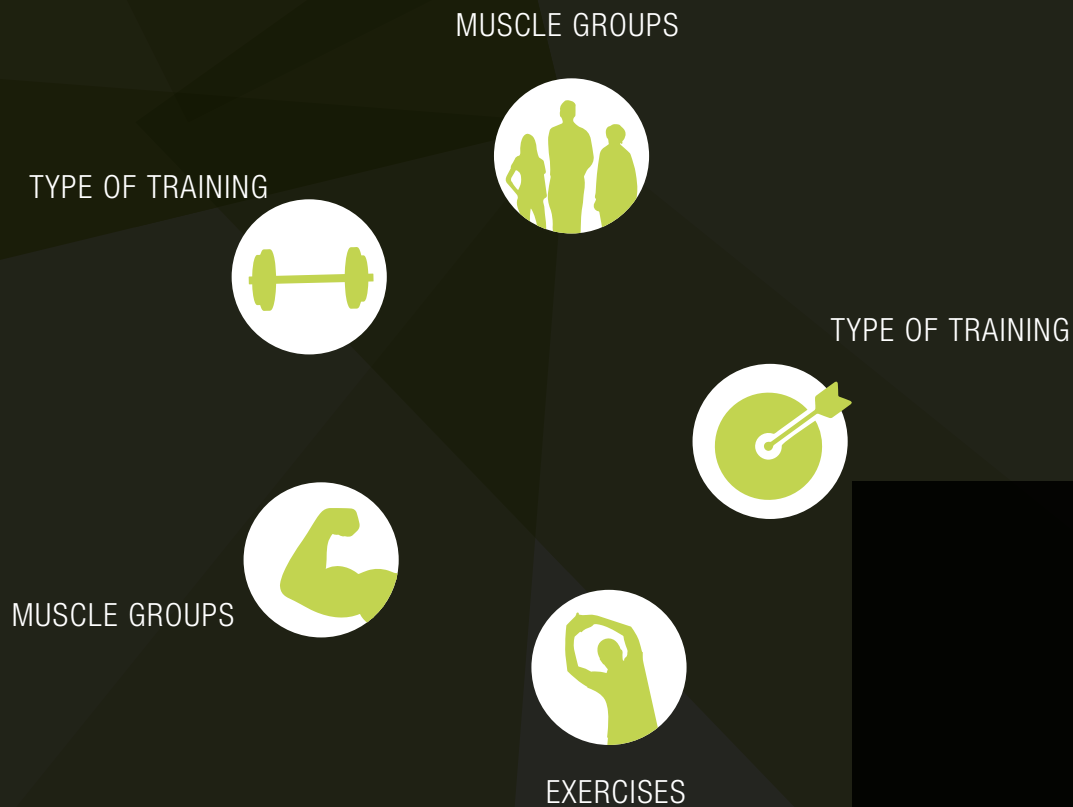 MUSCLE GROUPS
TYPE OF TRAINING
TYPE OF TRAINING
MUSCLE GROUPS
EXERCISES